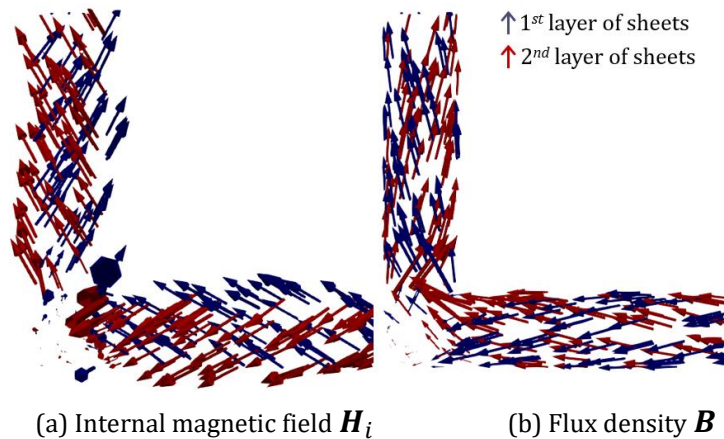 ↑ 1st layer of sheets
↑ 2nd layer of sheets
(a) Internal magnetic field Hᵢ
(b) Flux density B